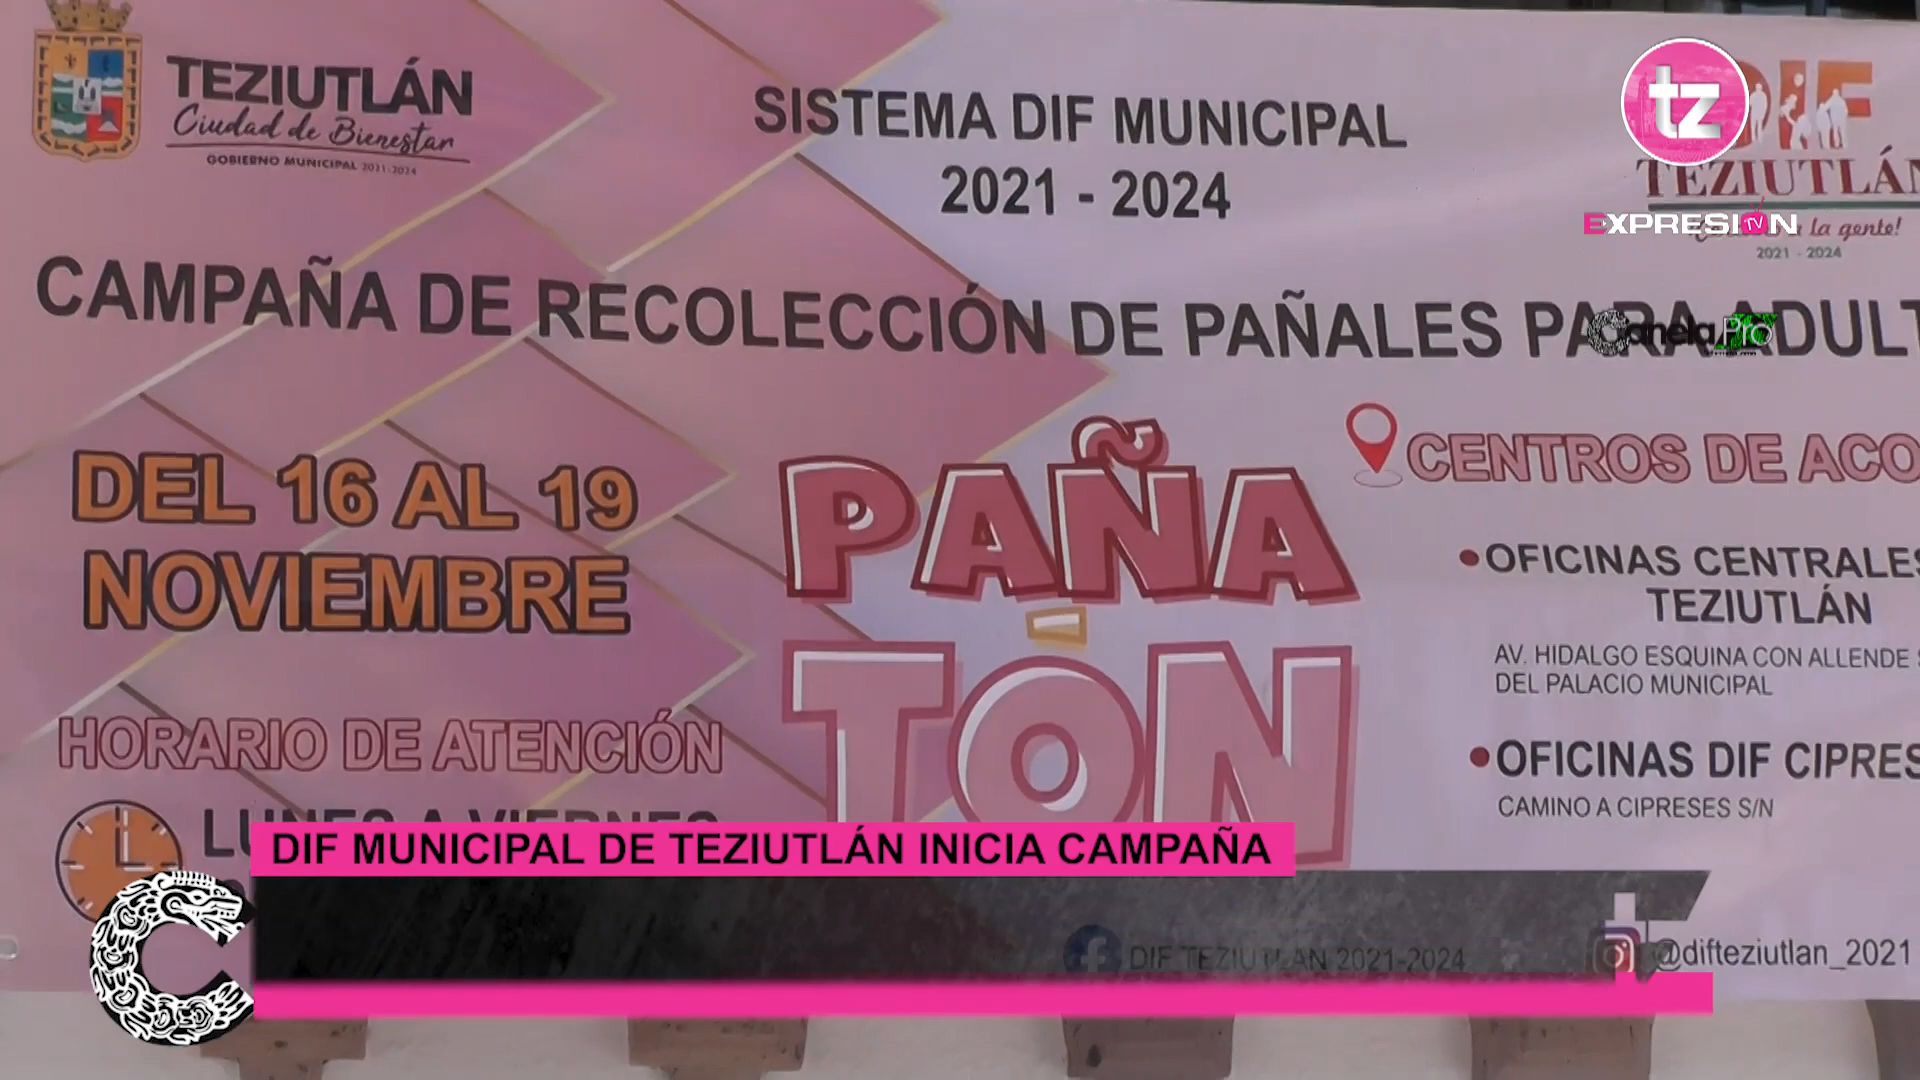 TEZIUTLÁN
Ciudad de Bienestar
GOBIERNO MUNICIPAL 2021-2024
SISTEMA DIF MUNICIPAL
2021 - 2024
tz
DIF
TEZIUTLÁN
EXPRESIÓN TV
a la gente!
2021 - 2024
CAMPAÑA DE RECOLECCIÓN DE PAÑALES PARA ADULT
Canela Pro
DEL 16 AL 19
NOVIEMBRE
PAÑA
TÓN
CENTROS DE ACO
• OFICINAS CENTRALES
TEZIUTLÁN
AV. HIDALGO ESQUINA CON ALLENDE S
DEL PALACIO MUNICIPAL
• OFICINAS DIF CIPRES
CAMINO A CIPRESES S/N
HORARIO DE ATENCIÓN
LUNES A VIERNES
DIF MUNICIPAL DE TEZIUTLÁN INICIA CAMPAÑA
DIF TEZIUTLAN 2021-2024
@difteziutlan_2021